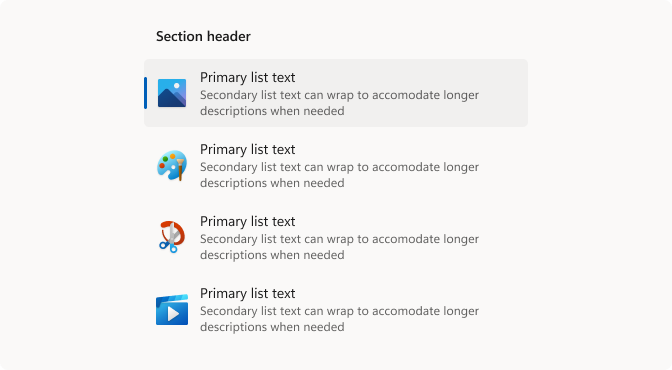 Section header
Primary list text
Secondary list text can wrap to accomodate longer
descriptions when needed
Primary list text
Secondary list text can wrap to accomodate longer
descriptions when needed
Primary list text
Secondary list text can wrap to accomodate longer
descriptions when needed
Primary list text
Secondary list text can wrap to accomodate longer
descriptions when needed